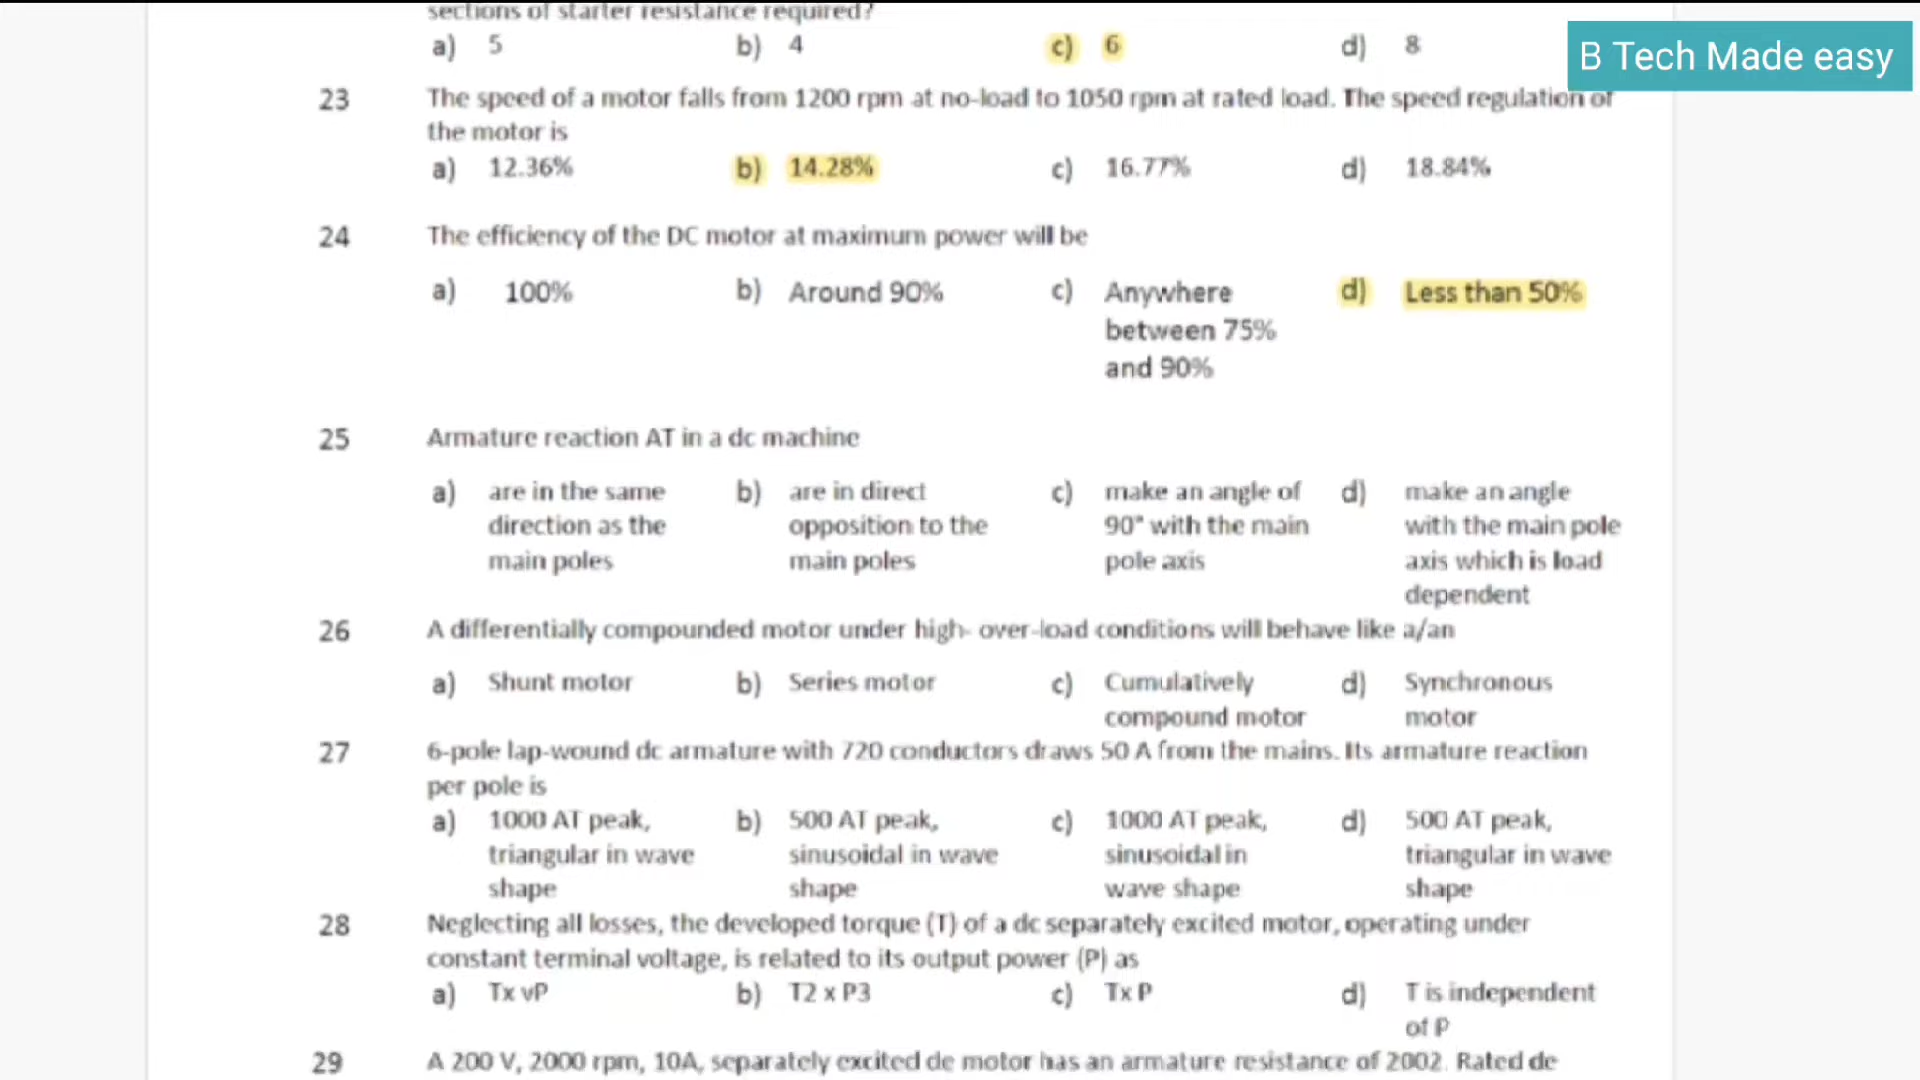 sections of starter resistance required?
a) 5 b) 4 c) 6 d) 8
B Tech Made easy
23 The speed of a motor falls from 1200 rpm at no-load to 1050 rpm at rated load. The speed regulation of
the motor is
a) 12.36% b) 14.28% c) 16.77% d) 18.84%
24 The efficiency of the DC motor at maximum power will be
a) 100% b) Around 90% c) Anywhere d) Less than 50%
between 75%
and 90%
25 Armature reaction AT in a dc machine
a) are in the same b) are in direct c) make an angle of d) make an angle
direction as the opposition to the 90° with the main with the main pole
main poles main poles pole axis axis which is load
dependent
26 A differentially compounded motor under high- over-load conditions will behave like a/an
a) Shunt motor b) Series motor c) Cumulatively d) Synchronous
compound motor motor
27 6-pole lap-wound dc armature with 720 conductors draws 50 A from the mains. Its armature reaction
per pole is
a) 1000 AT peak, b) 500 AT peak, c) 1000 AT peak, d) 500 AT peak,
triangular in wave sinusoidal in wave sinusoidal in triangular in wave
shape shape wave shape shape
28 Neglecting all losses, the developed torque (T) of a dc separately excited motor, operating under
constant terminal voltage, is related to its output power (P) as
a) Tx vP b) T2 x P3 c) Tx P d) T is independent
of P
29 A 200 V, 2000 rpm, 10A, separately excited de motor has an armature resistance of 2002. Rated de